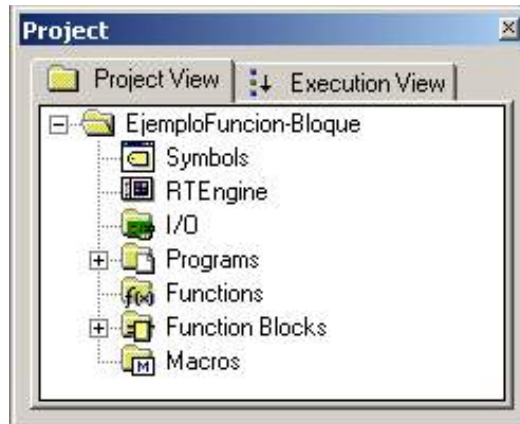 Project
Project View Execution View
EjemploFuncion-Bloque
Symbols
RTEngine
I/O
Programs
f(x) Functions
Function Blocks
M Macros